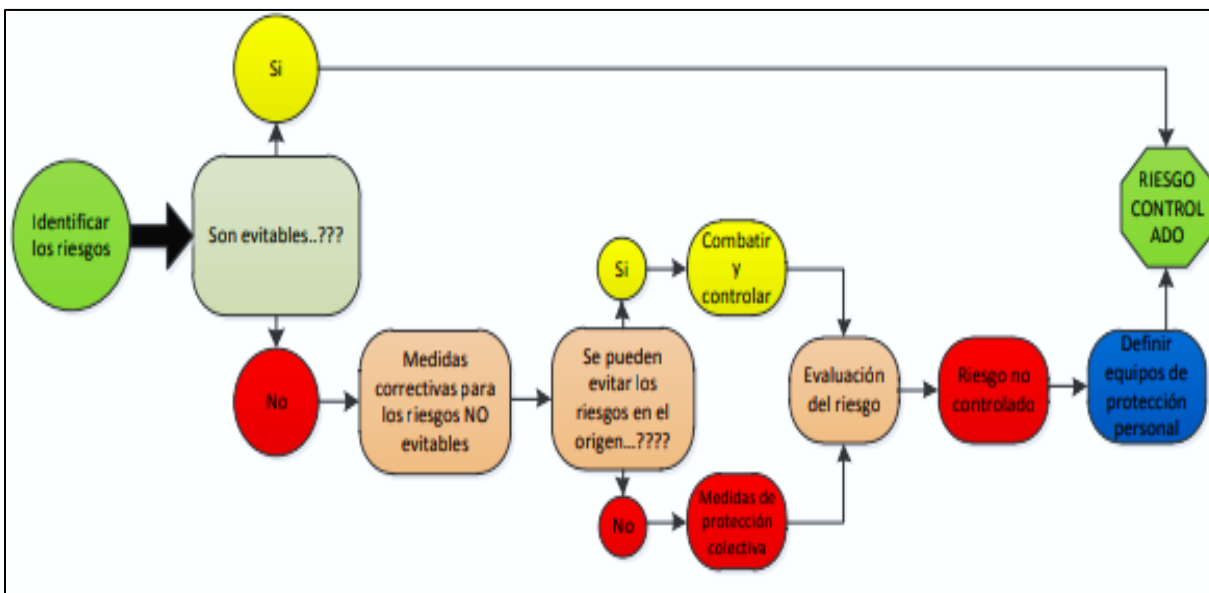 Si
Identificar
los riesgos
Son evitables..???
RIESGO
CONTROL
ADO
No
Medidas
correctivas para
los riesgos NO
evitables
Se pueden
evitar los
riesgos en el
origen...????
Si
Combatir
y
controlar
No
Medidas de
protección
colectiva
Evaluación
del riesgo
Riesgo no
controlado
Definir
equipos de
protección
personal